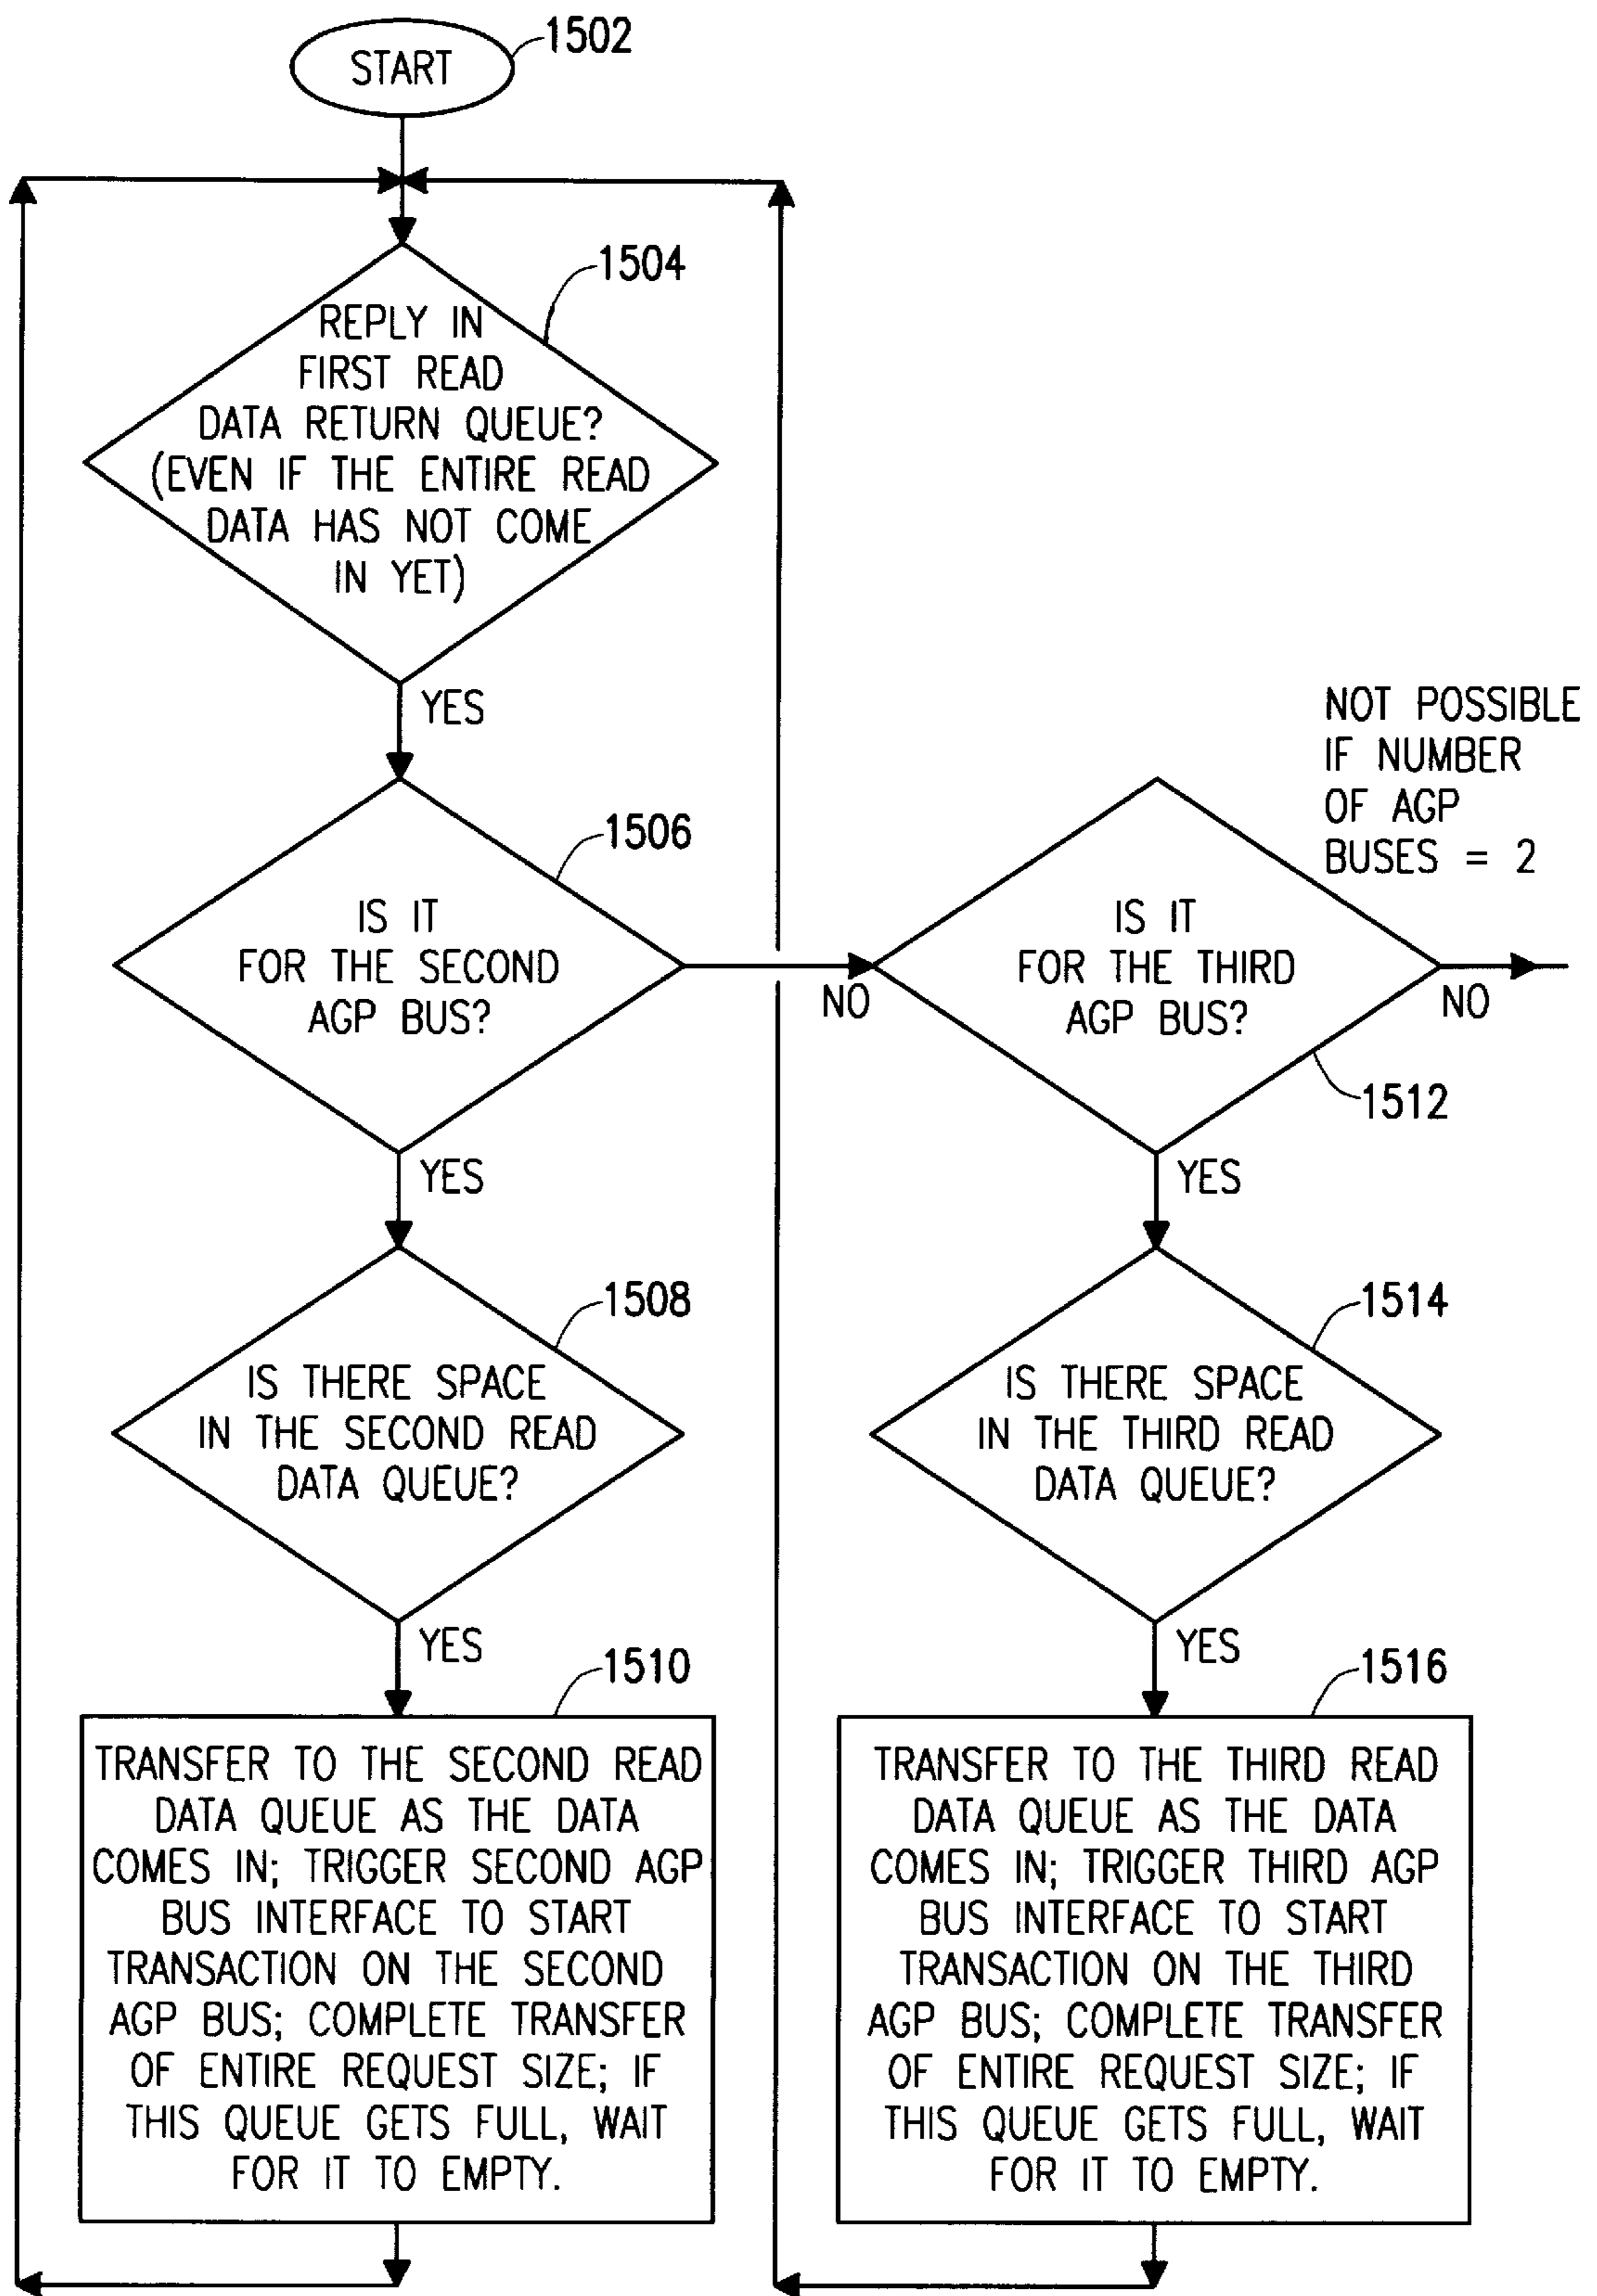 START
1502
1504
REPLY IN
FIRST READ
DATA RETURN QUEUE?
(EVEN IF THE ENTIRE READ
DATA HAS NOT COME
IN YET)
YES
1506
IS IT
FOR THE SECOND
AGP BUS?
NO
YES
1508
IS THERE SPACE
IN THE SECOND READ
DATA QUEUE?
YES
1510
TRANSFER TO THE SECOND READ
DATA QUEUE AS THE DATA
COMES IN; TRIGGER SECOND AGP
BUS INTERFACE TO START
TRANSACTION ON THE SECOND
AGP BUS; COMPLETE TRANSFER
OF ENTIRE REQUEST SIZE; IF
THIS QUEUE GETS FULL, WAIT
FOR IT TO EMPTY.
NOT POSSIBLE
IF NUMBER
OF AGP
BUSES = 2
IS IT
FOR THE THIRD
AGP BUS?
NO
1512
YES
1514
IS THERE SPACE
IN THE THIRD READ
DATA QUEUE?
YES
1516
TRANSFER TO THE THIRD READ
DATA QUEUE AS THE DATA
COMES IN; TRIGGER THIRD AGP
BUS INTERFACE TO START
TRANSACTION ON THE THIRD
AGP BUS; COMPLETE TRANSFER
OF ENTIRE REQUEST SIZE; IF
THIS QUEUE GETS FULL, WAIT
FOR IT TO EMPTY.